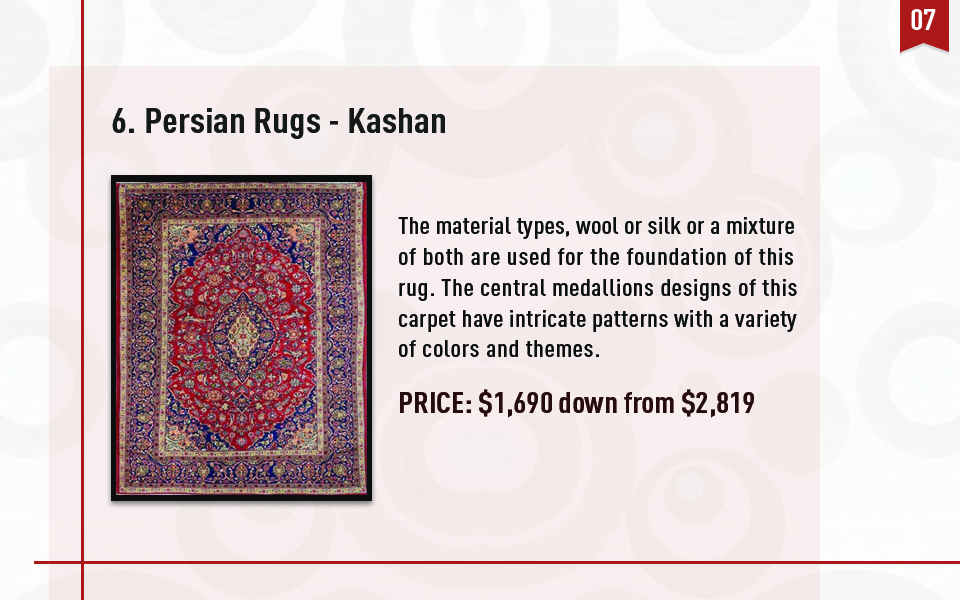 07
6. Persian Rugs - Kashan
The material types, wool or silk or a mixture
of both are used for the foundation of this
rug. The central medallions designs of this
carpet have intricate patterns with a variety
of colors and themes.
PRICE: $1,690 down from $2,819